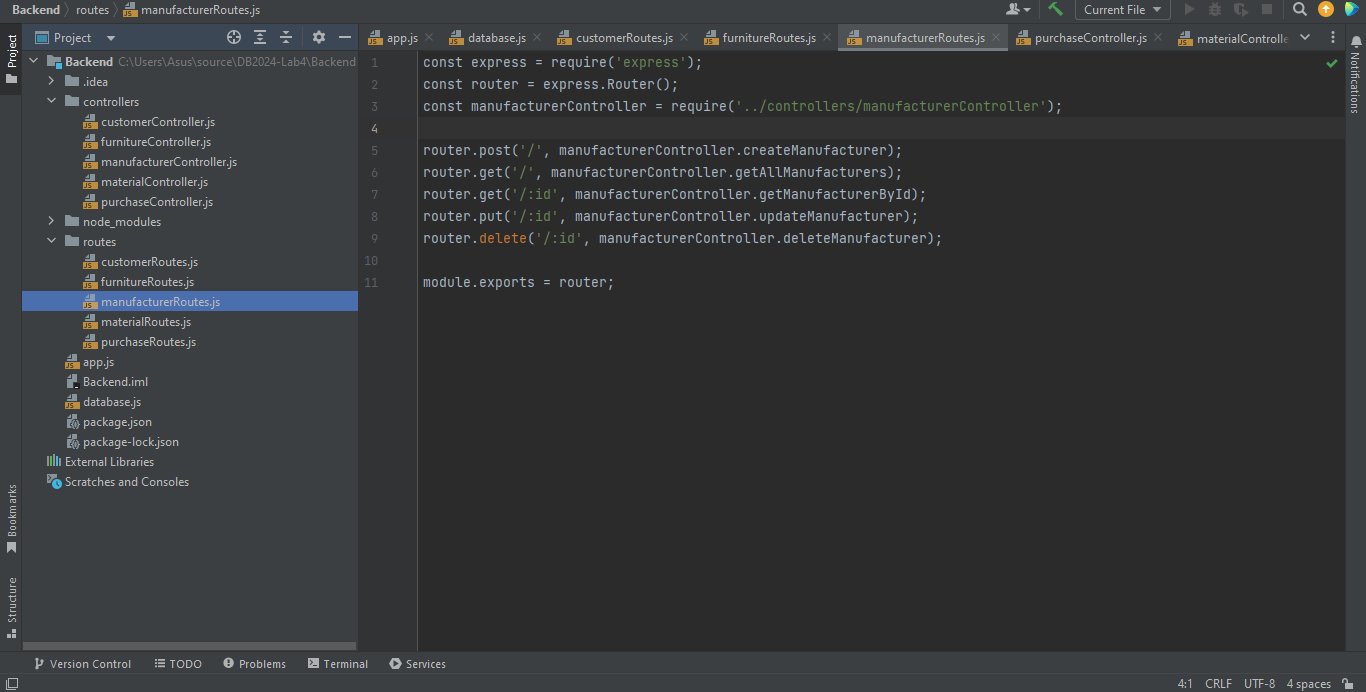 Backend routes manufacturerRoutes.js
Current File
Project
Project
app.js database.js customerRoutes.js furnitureRoutes.js manufacturerRoutes.js purchaseController.js materialControlle
Notifications
Backend C:\Users\Asus\source\DB2024-Lab4\Backend
.idea
controllers
customerController.js
furnitureController.js
manufacturerController.js
materialController.js
purchaseController.js
node_modules
routes
customerRoutes.js
furnitureRoutes.js
manufacturerRoutes.js
materialRoutes.js
purchaseRoutes.js
app.js
Backend.iml
database.js
package.json
package-lock.json
External Libraries
Scratches and Consoles
1 const express = require('express');
2 const router = express.Router();
3 const manufacturerController = require('../controllers/manufacturerController');
4
5 router.post('/', manufacturerController.createManufacturer);
6 router.get('/', manufacturerController.getAllManufacturers);
7 router.get('/:id', manufacturerController.getManufacturerById);
8 router.put('/:id', manufacturerController.updateManufacturer);
9 router.delete('/:id', manufacturerController.deleteManufacturer);
10
11 module.exports = router;
Bookmarks
Structure
Version Control TODO Problems Terminal Services
4:1 CRLF UTF-8 4 spaces